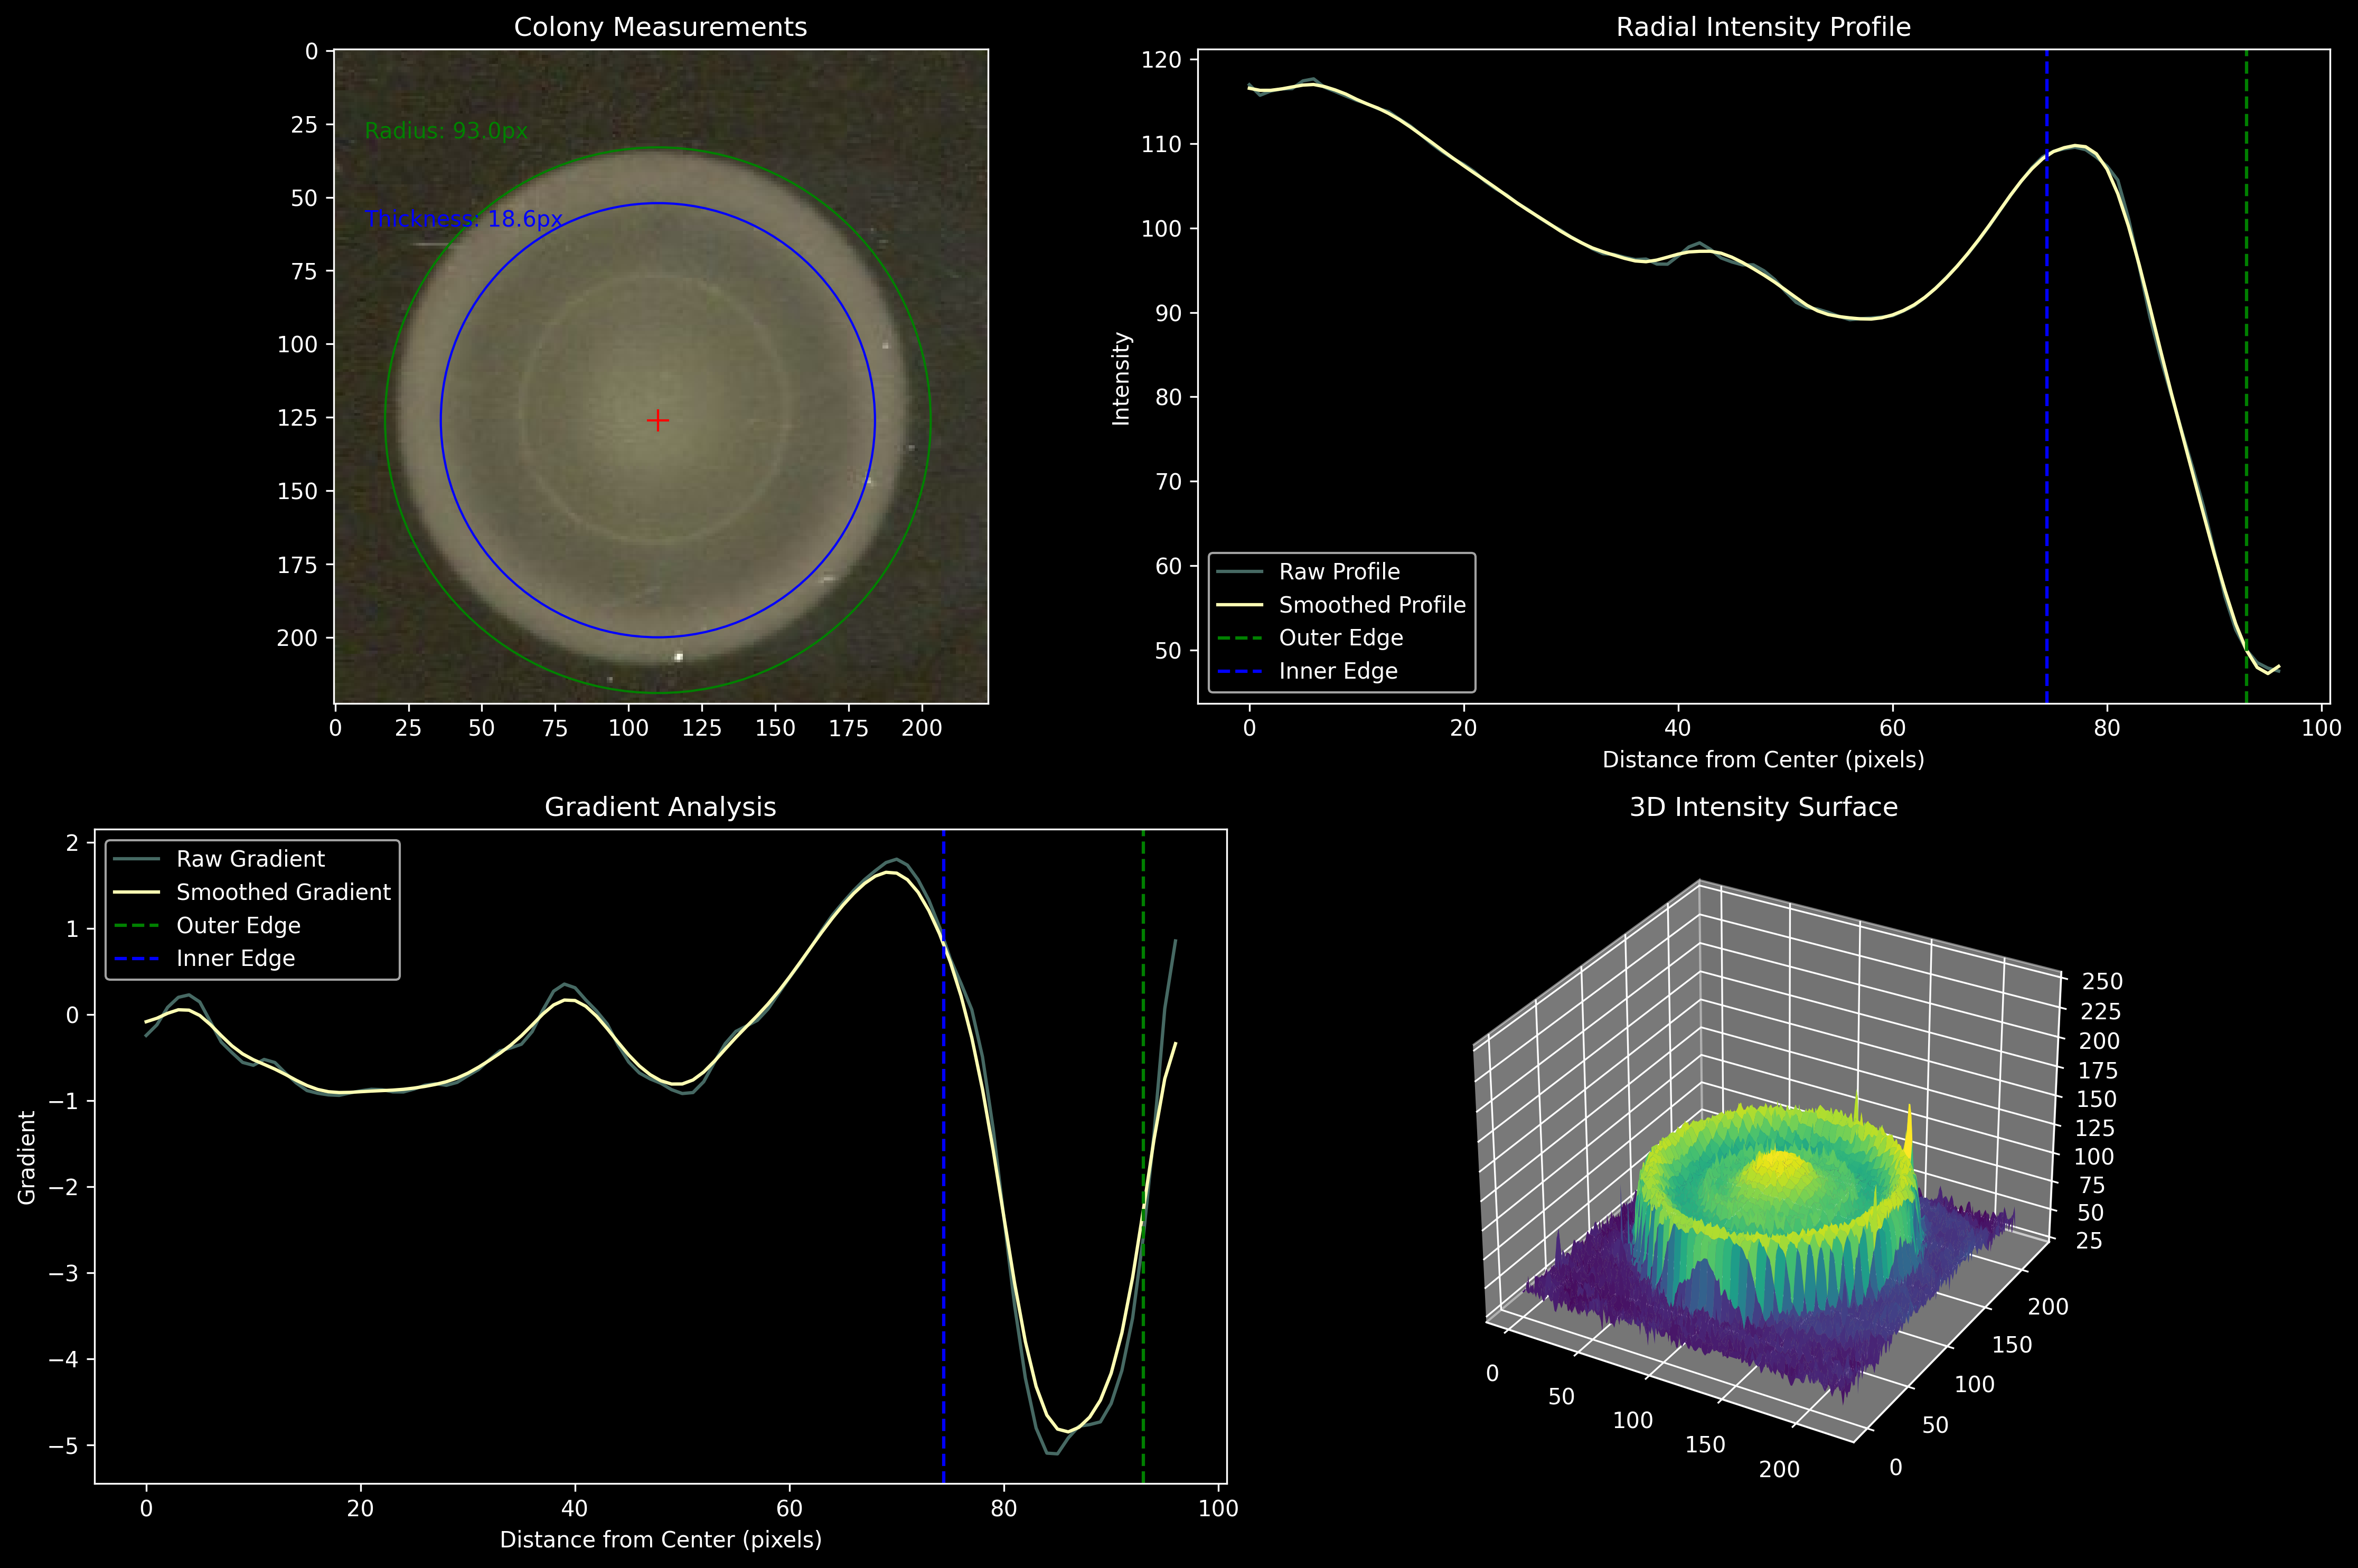 Colony Measurements
0
25
50
75
100
125
150
175
200
Radius: 93.0px
Thickness: 18.6px
0 25 50 75 100 125 150 175 200
Radial Intensity Profile
120
110
100
90
80
70
60
50
Intensity
Raw Profile
Smoothed Profile
Outer Edge
Inner Edge
0 20 40 60 80 100
Distance from Center (pixels)
Gradient Analysis
2
1
0
−1
−2
−3
−4
−5
Gradient
Raw Gradient
Smoothed Gradient
Outer Edge
Inner Edge
0 20 40 60 80 100
Distance from Center (pixels)
3D Intensity Surface
250
225
200
175
150
125
100
75
50
25
0 50 100 150 200
0 50 100 150 200